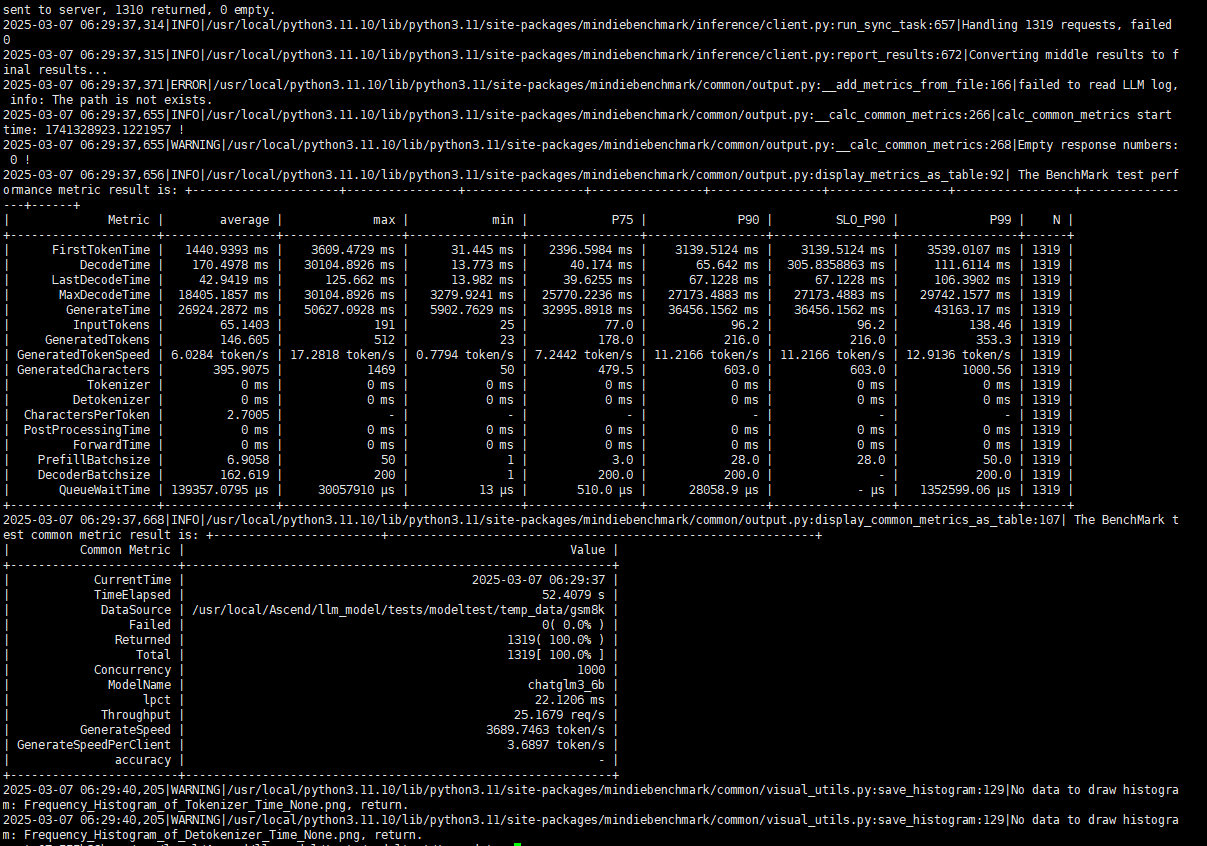 sent to server, 1310 returned, 0 empty.
2025-03-07 06:29:37,314|INFO|/usr/local/python3.11.10/lib/python3.11/site-packages/mindiebenchmark/inference/client.py:run_sync_task:657|Handling 1319 requests, failed
0
2025-03-07 06:29:37,315|INFO|/usr/local/python3.11.10/lib/python3.11/site-packages/mindiebenchmark/inference/client.py:report_results:672|Converting middle results to f
inal results...
2025-03-07 06:29:37,371|ERROR|/usr/local/python3.11.10/lib/python3.11/site-packages/mindiebenchmark/common/output.py:__add_metrics_from_file:166|failed to read LLM log,
 info: The path is not exists.
2025-03-07 06:29:37,655|INFO|/usr/local/python3.11.10/lib/python3.11/site-packages/mindiebenchmark/common/output.py:__calc_common_metrics:266|calc_common_metrics start
time: 1741328923.1221957 !
2025-03-07 06:29:37,655|WARNING|/usr/local/python3.11.10/lib/python3.11/site-packages/mindiebenchmark/common/output.py:__calc_common_metrics:268|Empty response numbers:
 0 !
2025-03-07 06:29:37,656|INFO|/usr/local/python3.11.10/lib/python3.11/site-packages/mindiebenchmark/common/output.py:display_metrics_as_table:92| The BenchMark test perf
ormance metric result is: +---------------------+----------------+-----------------+----------------+----------------+----------------+-----------------+-------------
---+------+
| Metric | average | max | min | P75 | P90 | SLO_P90 | P99 | N |
| FirstTokenTime | 1440.9393 ms | 3609.4729 ms | 31.445 ms | 2396.5984 ms | 3139.5124 ms | 3139.5124 ms | 3539.0107 ms | 1319 |
| DecodeTime | 170.4978 ms | 30104.8926 ms | 13.773 ms | 40.174 ms | 65.642 ms | 305.8358863 ms | 111.6114 ms | 1319 |
| LastDecodeTime | 42.9419 ms | 125.662 ms | 13.982 ms | 39.6255 ms | 67.1228 ms | 67.1228 ms | 106.3902 ms | 1319 |
| MaxDecodeTime | 18405.1857 ms | 30104.8926 ms | 3279.9241 ms | 25770.2236 ms | 27173.4883 ms | 27173.4883 ms | 29742.1577 ms | 1319 |
| GenerateTime | 26924.2872 ms | 50627.0928 ms | 5902.7629 ms | 32995.8918 ms | 36456.1562 ms | 36456.1562 ms | 43163.17 ms | 1319 |
| InputTokens | 65.1403 | 191 | 25 | 77.0 | 96.2 | 96.2 | 138.46 | 1319 |
| GeneratedTokens | 146.605 | 512 | 23 | 178.0 | 216.0 | 216.0 | 353.3 | 1319 |
| GeneratedTokenSpeed | 6.0284 token/s | 17.2818 token/s | 0.7794 token/s | 7.2442 token/s | 11.2166 token/s | 11.2166 token/s | 12.9136 token/s | 1319 |
| GeneratedCharacters | 395.9075 | 1469 | 50 | 479.5 | 603.0 | 603.0 | 1000.56 | 1319 |
| Tokenizer | 0 ms | 0 ms | 0 ms | 0 ms | 0 ms | 0 ms | 0 ms | 1319 |
| Detokenizer | 0 ms | 0 ms | 0 ms | 0 ms | 0 ms | 0 ms | 0 ms | 1319 |
| CharactersPerToken | 2.7005 | - | - | - | - | - | - | 1319 |
| PostProcessingTime | 0 ms | 0 ms | 0 ms | 0 ms | 0 ms | 0 ms | 0 ms | 1319 |
| ForwardTime | 0 ms | 0 ms | 0 ms | 0 ms | 0 ms | 0 ms | 0 ms | 1319 |
| PrefillBatchsize | 6.9058 | 50 | 1 | 3.0 | 28.0 | 28.0 | 50.0 | 1319 |
| DecoderBatchsize | 162.619 | 200 | 1 | 200.0 | 200.0 | - | 200.0 | 1319 |
| QueueWaitTime | 139357.0795 μs | 30057910 μs | 13 μs | 510.0 μs | 28058.9 μs | - μs | 1352599.06 μs | 1319 |
2025-03-07 06:29:37,668|INFO|/usr/local/python3.11.10/lib/python3.11/site-packages/mindiebenchmark/common/output.py:display_common_metrics_as_table:107| The BenchMark t
est common metric result is: +------------------------+-------------------------------------------------------------+
| Common Metric | Value |
| CurrentTime | 2025-03-07 06:29:37 |
| TimeElapsed | 52.4079 s |
| DataSource | /usr/local/Ascend/llm_model/tests/modeltest/temp_data/gsm8k |
| Failed | 0( 0.0% ) |
| Returned | 1319( 100.0% ) |
| Total | 1319[ 100.0% ] |
| Concurrency | 1000 |
| ModelName | chatglm3_6b |
| lpct | 22.1206 ms |
| Throughput | 25.1679 req/s |
| GenerateSpeed | 3689.7463 token/s |
| GenerateSpeedPerClient | 3.6897 token/s |
| accuracy | - |
2025-03-07 06:29:40,205|WARNING|/usr/local/python3.11.10/lib/python3.11/site-packages/mindiebenchmark/common/visual_utils.py:save_histogram:129|No data to draw histogra
m: Frequency_Histogram_of_Tokenizer_Time_None.png, return.
2025-03-07 06:29:40,205|WARNING|/usr/local/python3.11.10/lib/python3.11/site-packages/mindiebenchmark/common/visual_utils.py:save_histogram:129|No data to draw histogra
m: Frequency_Histogram_of_Detokenizer_Time_None.png, return.